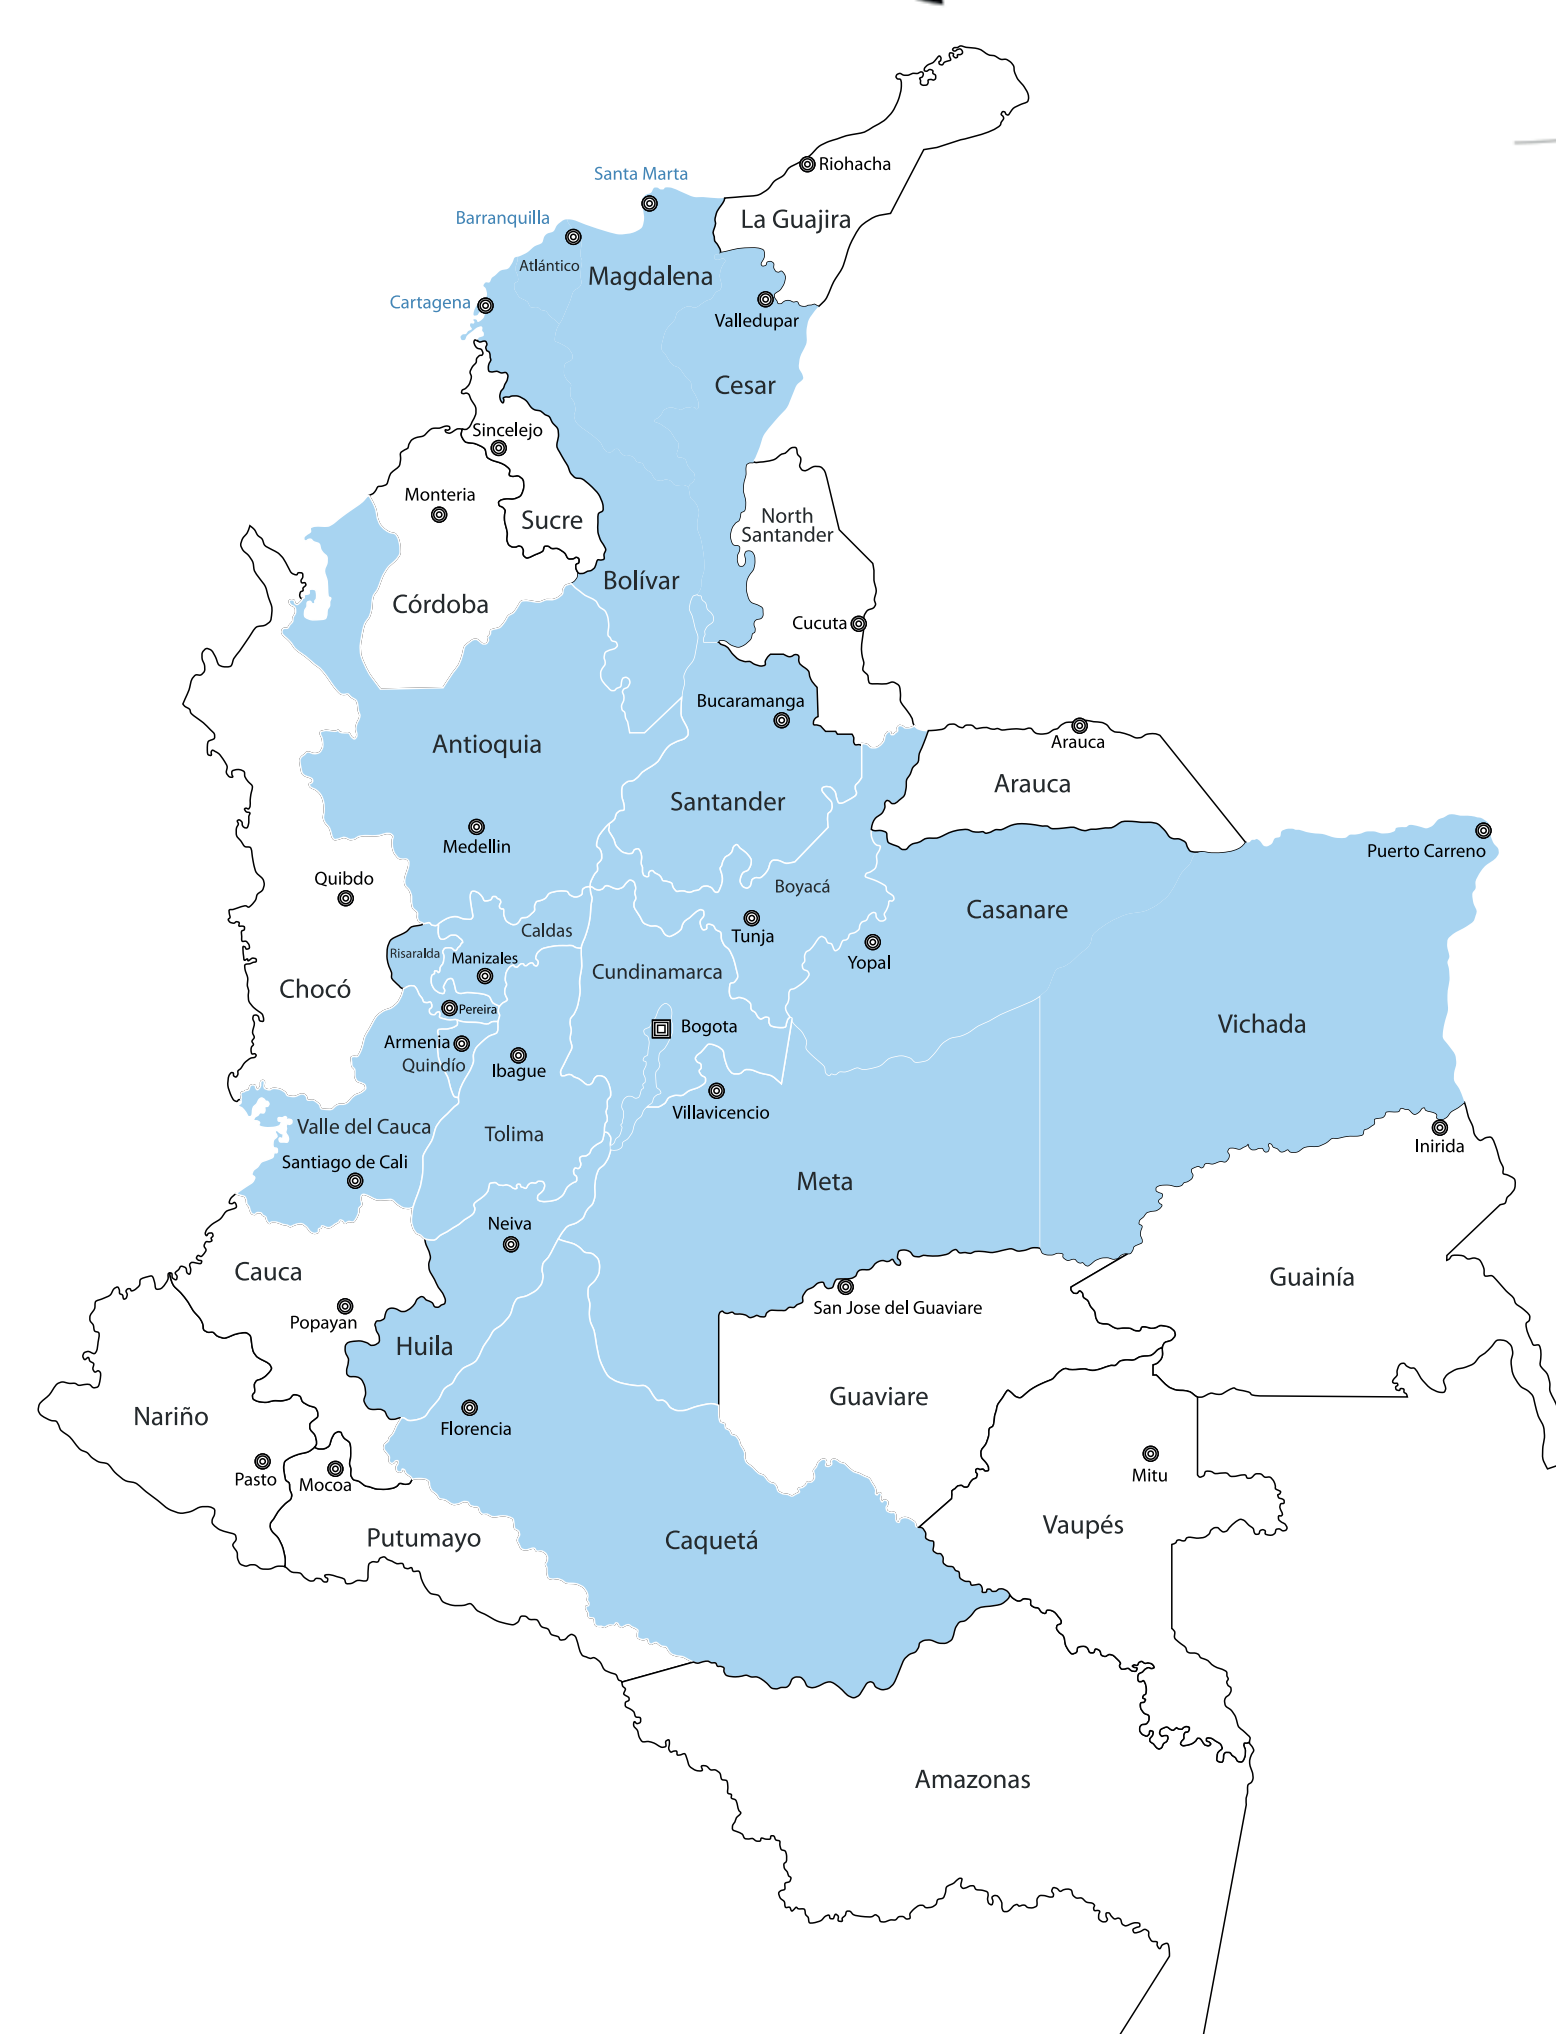 Riohacha
Santa Marta
La Guajira
Barranquilla
Atlántico
Magdalena
Cartagena
Valledupar
Cesar
Sincelejo
Monteria
Sucre
North
Santander
Bolívar
Córdoba
Cucuta
Bucaramanga
Arauca
Antioquia
Arauca
Santander
Medellin
Puerto Carreno
Quibdo
Boyacá
Casanare
Caldas
Tunja
Risaralda
Manizales
Yopal
Cundinamarca
Chocó
Pereira
Vichada
Bogota
Armenia
Quindío
Ibague
Villavicencio
Valle del Cauca
Tolima
Inirida
Santiago de Cali
Meta
Neiva
Cauca
Guainía
San Jose del Guaviare
Popayan
Huila
Guaviare
Nariño
Florencia
Pasto
Mocoa
Mitu
Vaupés
Putumayo
Caquetá
Amazonas